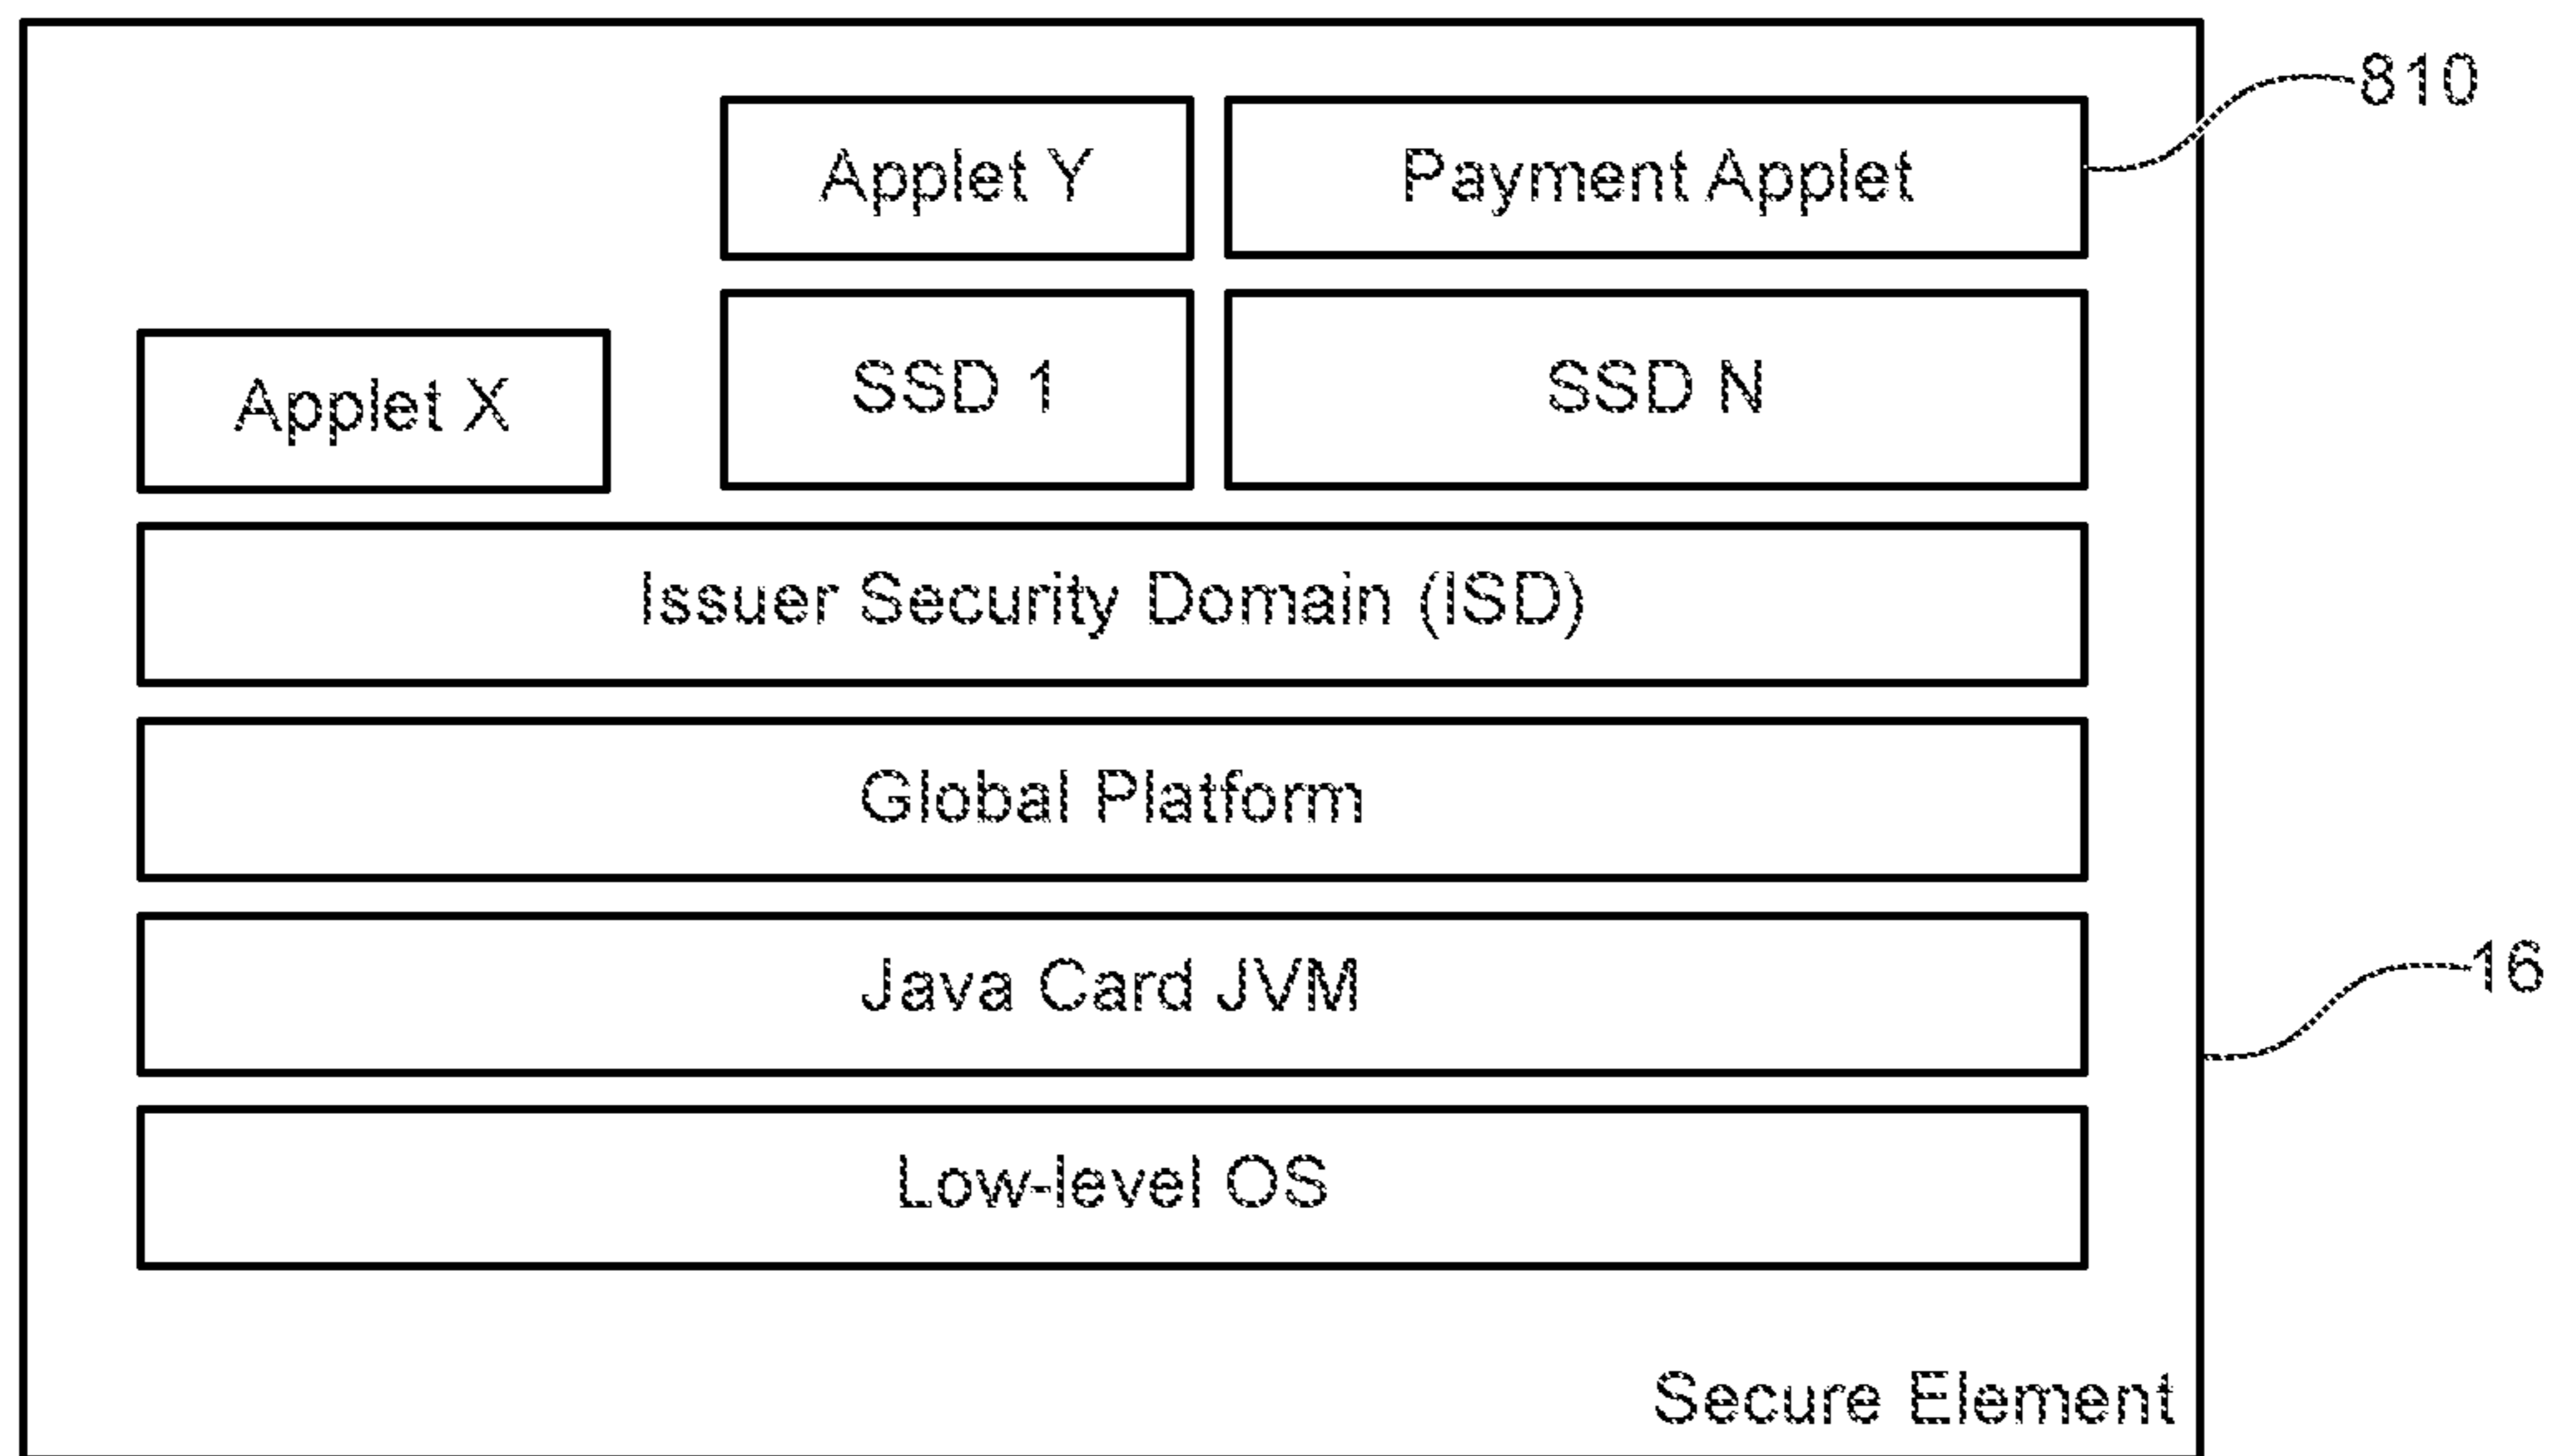 810
Applet Y
Payment Applet
Applet X
SSD 1
SSD N
Issuer Security Domain (ISD)
Global Platform
Java Card JVM
16
Low-level OS
Secure Element